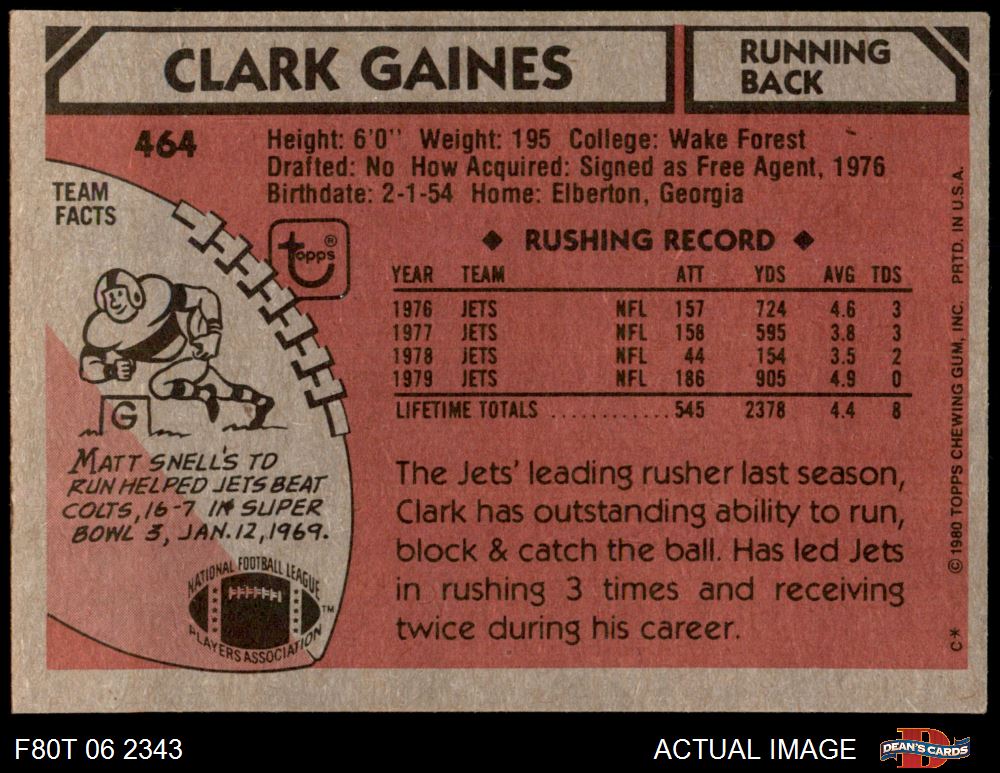 CLARK GAINES
RUNNING
BACK
464
Height: 6'0" Weight: 195 College: Wake Forest
Drafted: No How Acquired: Signed as Free Agent, 1976
Birthdate: 2-1-54 Home: Elberton, Georgia
TEAM
FACTS
topps ®
◆ RUSHING RECORD ◆
YEAR TEAM ATT YDS AVG TDS
1976 JETS NFL 157 724 4.6 3
1977 JETS NFL 158 595 3.8 3
1978 JETS NFL 44 154 3.5 2
1979 JETS NFL 186 905 4.9 0
LIFETIME TOTALS ............ 545 2378 4.4 8
G
MATT SNELL'S TD
RUN HELPED JETS BEAT
COLTS, 16-7 IN SUPER
BOWL 3, JAN. 12, 1969.
NATIONAL FOOTBALL LEAGUE
PLAYERS ASSOCIATION
TM
The Jets' leading rusher last season,
Clark has outstanding ability to run,
block & catch the ball. Has led Jets
in rushing 3 times and receiving
twice during his career.
© 1980 TOPPS CHEWING GUM, INC. PRTD. IN U.S.A.
C*
F80T 06 2343
ACTUAL IMAGE
DEAN'S CARDS